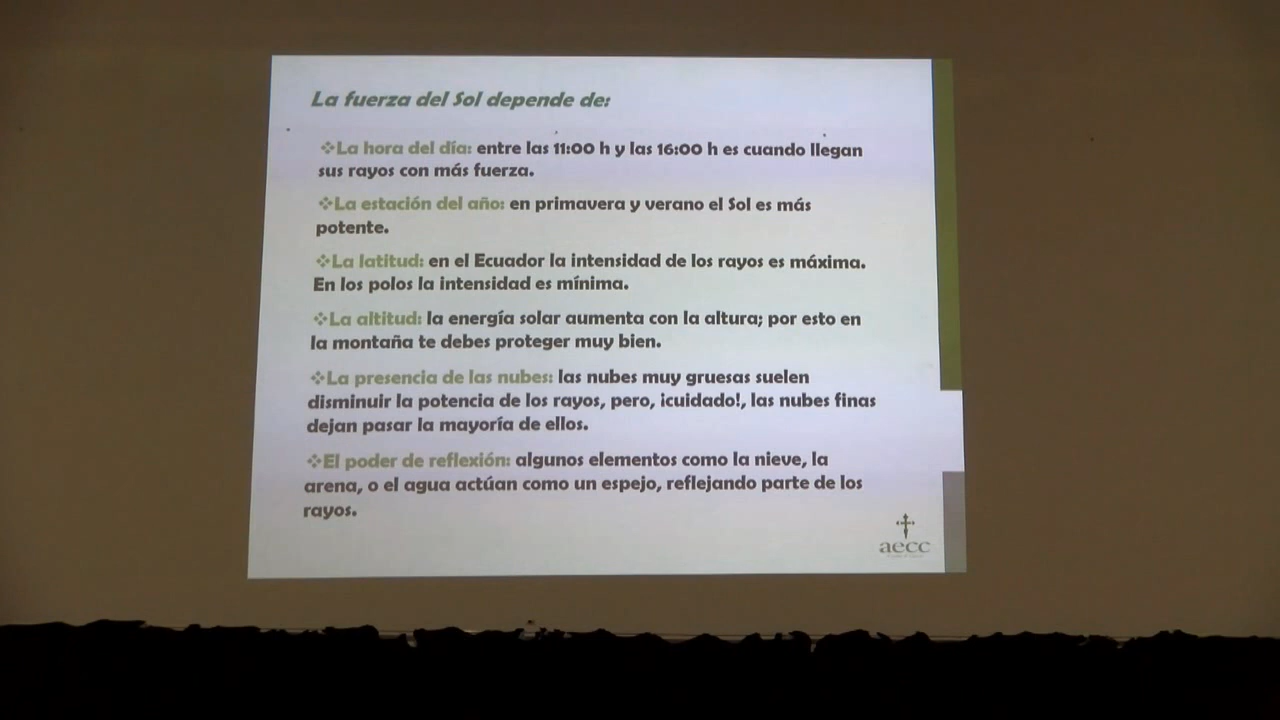 La fuerza del Sol depende de:
❖La hora del día: entre las 11:00 h y las 16:00 h es cuando llegan
sus rayos con más fuerza.
❖La estación del año: en primavera y verano el Sol es más
potente.
❖La latitud: en el Ecuador la intensidad de los rayos es máxima.
En los polos la intensidad es mínima.
❖La altitud: la energía solar aumenta con la altura; por esto en
la montaña te debes proteger muy bien.
❖La presencia de las nubes: las nubes muy gruesas suelen
disminuir la potencia de los rayos, pero, ¡cuidado!, las nubes finas
dejan pasar la mayoría de ellos.
❖El poder de reflexión: algunos elementos como la nieve, la
arena, o el agua actúan como un espejo, reflejando parte de los
rayos.
aecc